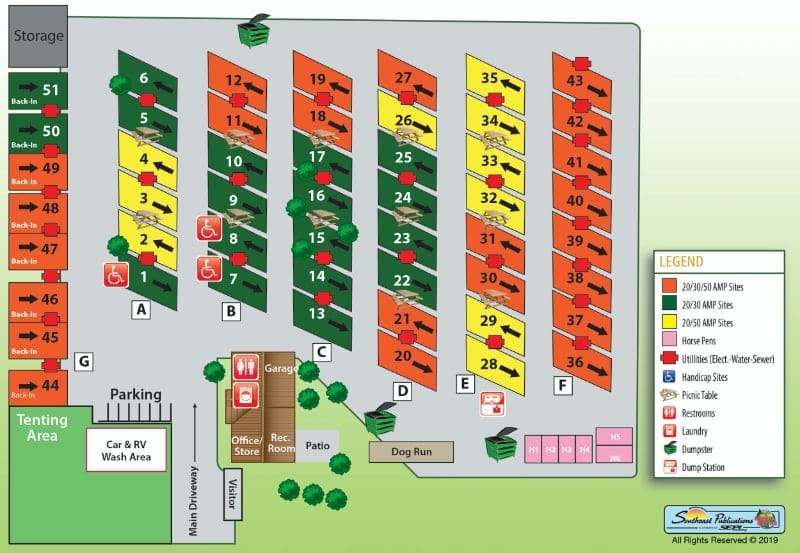 Storage
51
Back-In
50
Back-In
49
Back-In
48
Back-In
47
Back-In
46
Back-In
45
Back-In
44
Back-In
G
6
5
4
3
2
1
A
12
11
10
9
8
7
B
19
18
17
16
15
14
13
C
27
26
25
24
23
22
21
20
D
35
34
33
32
31
30
29
28
E
43
42
41
40
39
38
37
36
F
Tenting
Area
Parking
Car & RV
Wash Area
Main Driveway
Visitor
Garage
Office/
Store
Rec.
Room
Patio
Dog Run
H1 H2 H3 H4
H5
H6
LEGEND
20/30/50 AMP Sites
20/30 AMP Sites
20/50 AMP Sites
Horse Pens
Utilities (Elect.-Water-Sewer)
Handicap Sites
Picnic Table
Restrooms
Laundry
Dumpster
Dump Station
Southeast Publications
All Rights Reserved © 2019